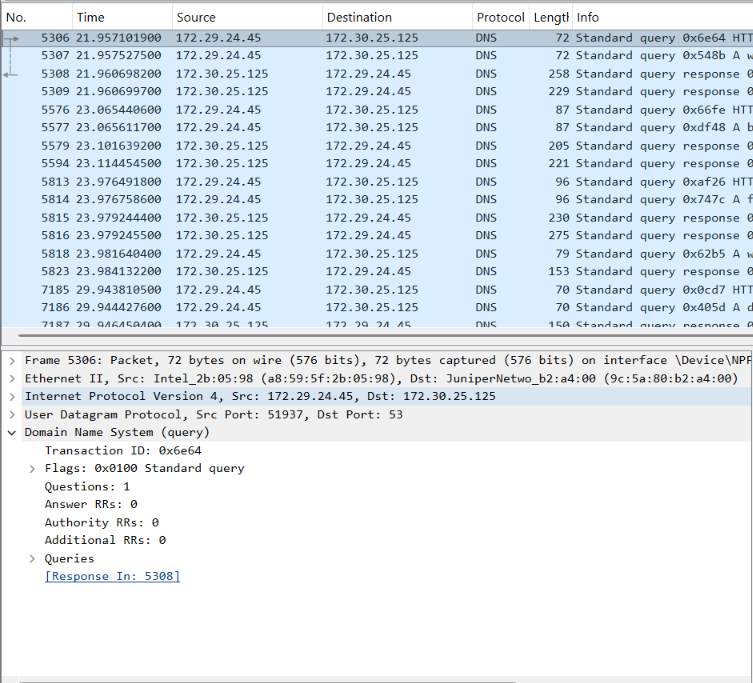 No. Time Source Destination Protocol Lengtl Info
5306 21.957101900 172.29.24.45 172.30.25.125 DNS 72 Standard query 0x6e64 HTT
5307 21.957527500 172.29.24.45 172.30.25.125 DNS 72 Standard query 0x548b A w
5308 21.960698200 172.30.25.125 172.29.24.45 DNS 258 Standard query response 0
5309 21.960699700 172.30.25.125 172.29.24.45 DNS 229 Standard query response 0
5576 23.065440600 172.29.24.45 172.30.25.125 DNS 87 Standard query 0x66fe HTT
5577 23.065611700 172.29.24.45 172.30.25.125 DNS 87 Standard query 0xdf48 A b
5579 23.101639200 172.30.25.125 172.29.24.45 DNS 205 Standard query response 0
5594 23.114454500 172.30.25.125 172.29.24.45 DNS 221 Standard query response 0
5813 23.976491800 172.29.24.45 172.30.25.125 DNS 96 Standard query 0xaf26 HTT
5814 23.976758600 172.29.24.45 172.30.25.125 DNS 96 Standard query 0x747c A f
5815 23.979244400 172.30.25.125 172.29.24.45 DNS 230 Standard query response 0
5816 23.979245500 172.30.25.125 172.29.24.45 DNS 275 Standard query response 0
5818 23.981640400 172.29.24.45 172.30.25.125 DNS 79 Standard query 0x62b5 A w
5823 23.984132200 172.30.25.125 172.29.24.45 DNS 153 Standard query response 0
7185 29.943810500 172.29.24.45 172.30.25.125 DNS 70 Standard query 0x0cd7 HTT
7186 29.944427600 172.29.24.45 172.30.25.125 DNS 70 Standard query 0x405d A d
7187 29.946450400 172.30.25.125 172.29.24.45 DNS 150 Standard query response 0
Frame 5306: Packet, 72 bytes on wire (576 bits), 72 bytes captured (576 bits) on interface \Device\NPF
Ethernet II, Src: Intel_2b:05:98 (a8:59:5f:2b:05:98), Dst: JuniperNetwo_b2:a4:00 (9c:5a:80:b2:a4:00)
Internet Protocol Version 4, Src: 172.29.24.45, Dst: 172.30.25.125
User Datagram Protocol, Src Port: 51937, Dst Port: 53
Domain Name System (query)
Transaction ID: 0x6e64
Flags: 0x0100 Standard query
Questions: 1
Answer RRs: 0
Authority RRs: 0
Additional RRs: 0
Queries
[Response In: 5308]